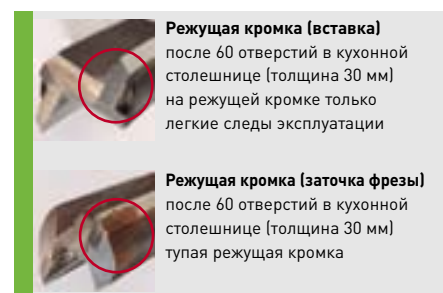 Режущая кромка (вставка)
после 60 отверстий в кухонной
столешнице (толщина 30 мм)
на режущей кромке только
легкие следы эксплуатации
Режущая кромка (заточка фрезы)
после 60 отверстий в кухонной
столешнице (толщина 30 мм)
тупая режущая кромка